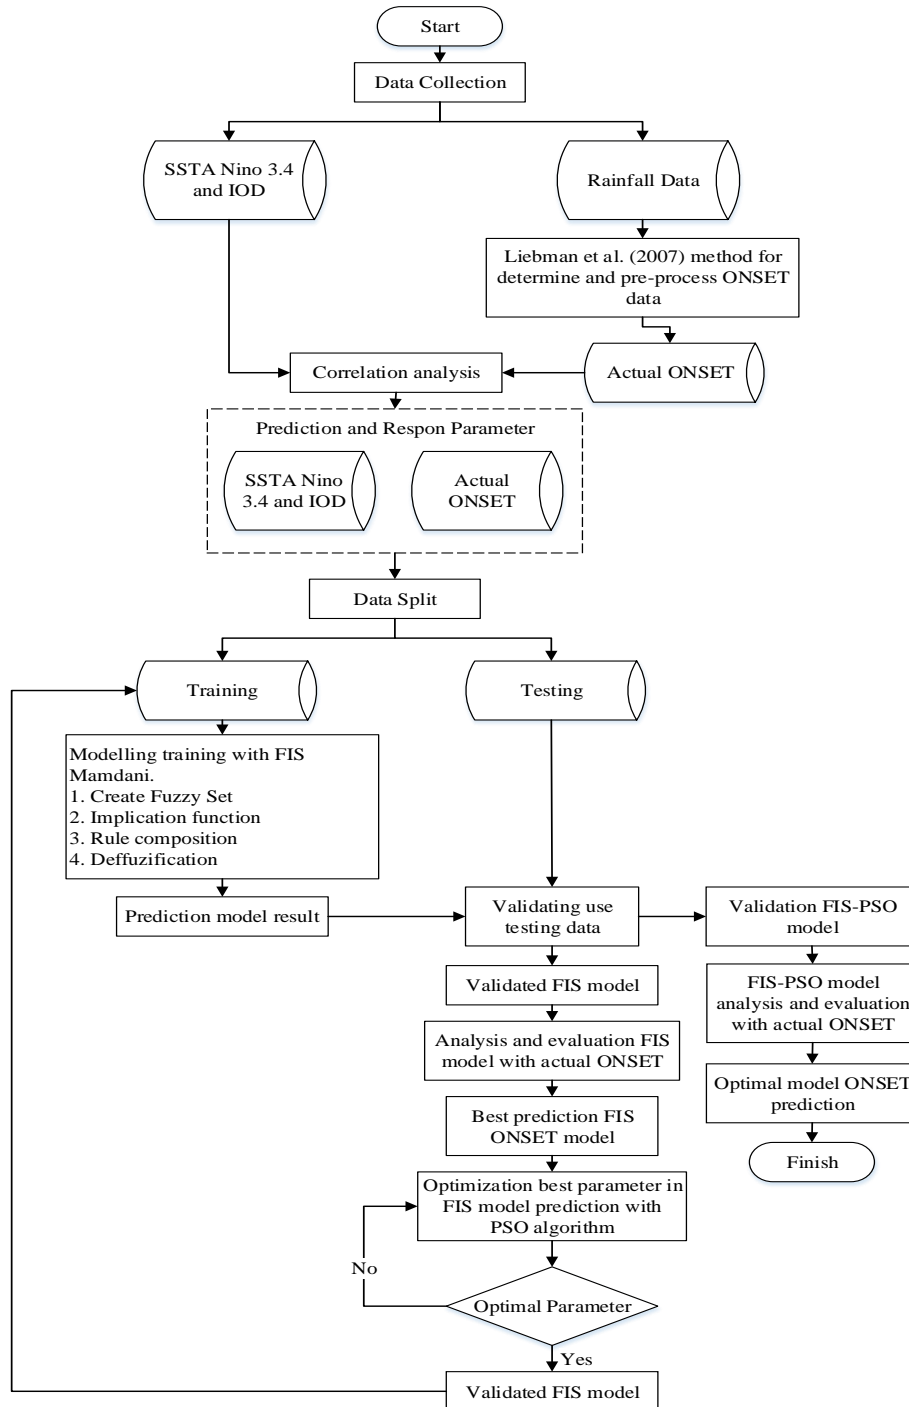 Start
Data Collection
SSTA Nino 3.4
and IOD
Rainfall Data
Liebman et al. (2007) method for
determine and pre-process ONSET
data
Correlation analysis
Actual ONSET
Prediction and Respon Parameter
SSTA Nino
3.4 and IOD
Actual
ONSET
Data Split
Training
Testing
Modelling training with FIS
Mamdani.
1. Create Fuzzy Set
2. Implication function
3. Rule composition
4. Deffuzification
Prediction model result
Validating use
testing data
Validation FIS-PSO
model
Validated FIS model
FIS-PSO model
analysis and evaluation
with actual ONSET
Analysis and evaluation FIS
model with actual ONSET
Optimal model ONSET
prediction
Best prediction FIS
ONSET model
Finish
Optimization best parameter in
FIS model prediction with
PSO algorithm
No
Optimal Parameter
Yes
Validated FIS model